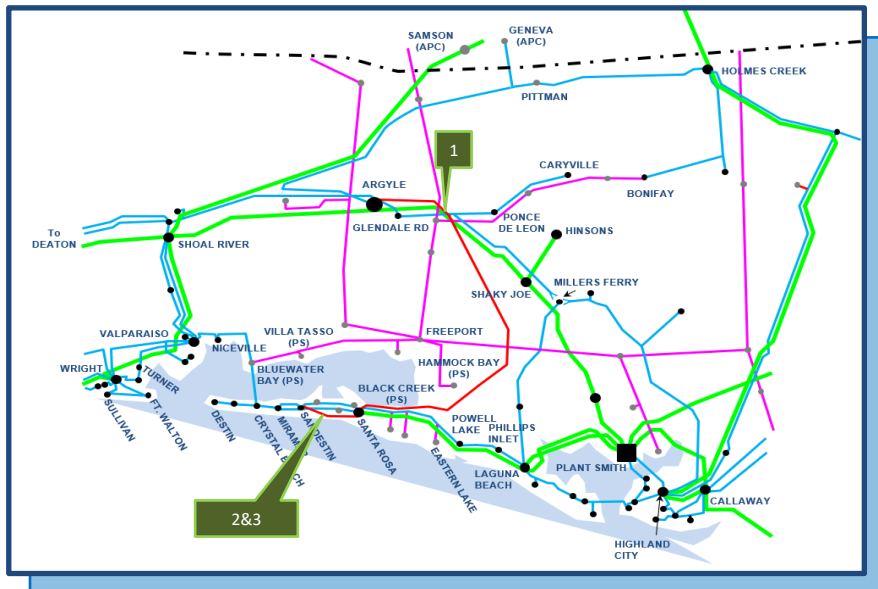 SAMSON
(APC)
GENEVA
(APC)
HOLMES CREEK
PITTMAN
1
CARYVILLE
ARGYLE
BONIFAY
PONCE
DE LEON
GLENDALE RD
HINSONS
To
DEATON
SHOAL RIVER
MILLERS FERRY
SHAKY JOE
VALPARAISO
VILLA TASSO
(PS)
FREEPORT
NICEVILLE
WRIGHT
TURNER
BLUEWATER
BAY (PS)
HAMMOCK BAY
(PS)
BLACK CREEK
(PS)
SULLIVAN
FT. WALTON
DESTIN
CRYSTAL
SANDESTIN
SANTA ROSA
EASTERN LAKE
POWELL
LAKE
PHILLIPS
INLET
LAGUNA
BEACH
PLANT SMITH
CALLAWAY
2&3
HIGHLAND
CITY